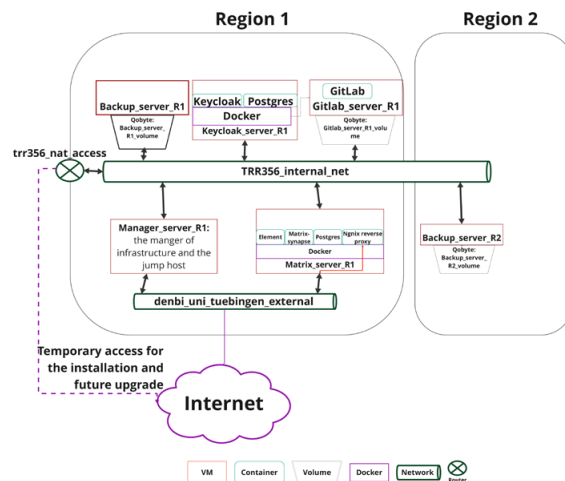 Region 1
Region 2
Backup_server_R1
Qobyte:
Backup_server_
R1_volume
Keycloak
Postgres
Docker
Keycloak_server_R1
GitLab
Gitlab_server_R1
Qobyte:
Gitlab_server_R1_volu
me
trr356_nat_access
TRR356_internal_net
Manager_server_R1:
the manger of
infrastructure and the
jump host
Element
Matrix-
synapse
Postgres
Ngnix reverse
proxy
Docker
Matrix_server_R1
Backup_server_R2
Qobyte:
Backup_server_
R2_volume
denbi_uni_tuebingen_external
Temporary access for
the installation and
future upgrade
Internet
VM
Container
Volume
Docker
Network
Router